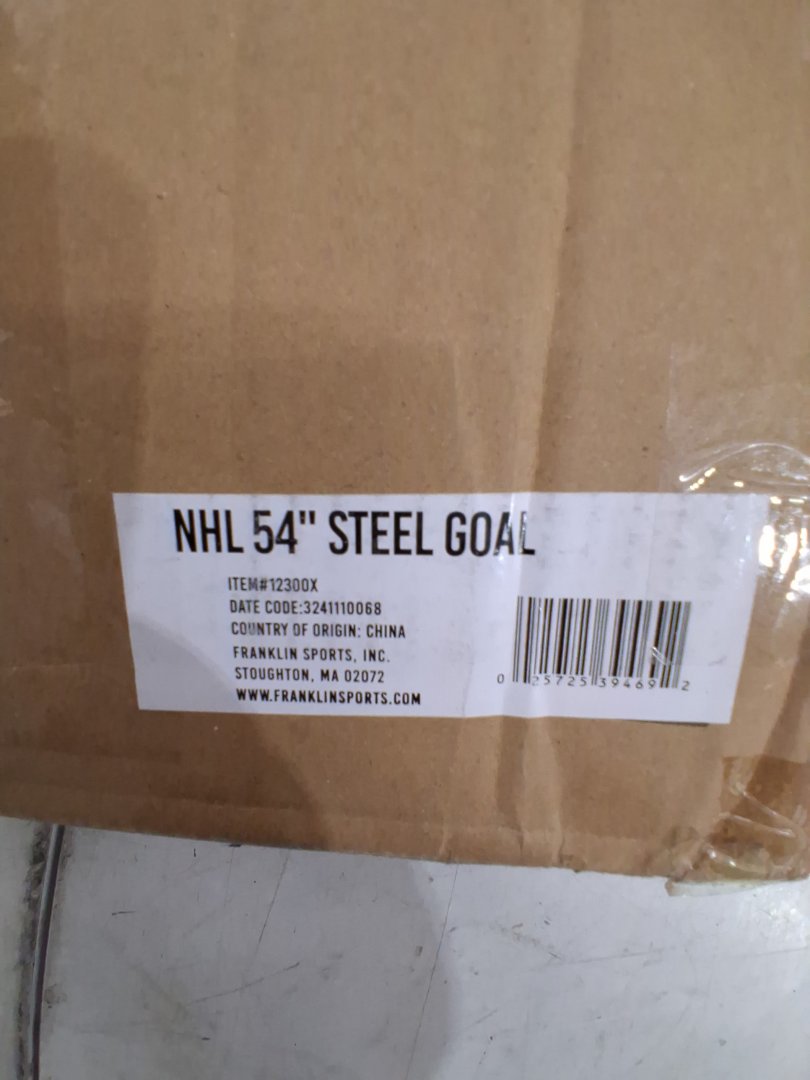 NHL 54" STEEL GOAL
ITEM#12300X
DATE CODE:3241110068
COUNTRY OF ORIGIN: CHINA
FRANKLIN SPORTS, INC.
STOUGHTON, MA 02072
WWW.FRANKLINSPORTS.COM
0 25725 39469 2